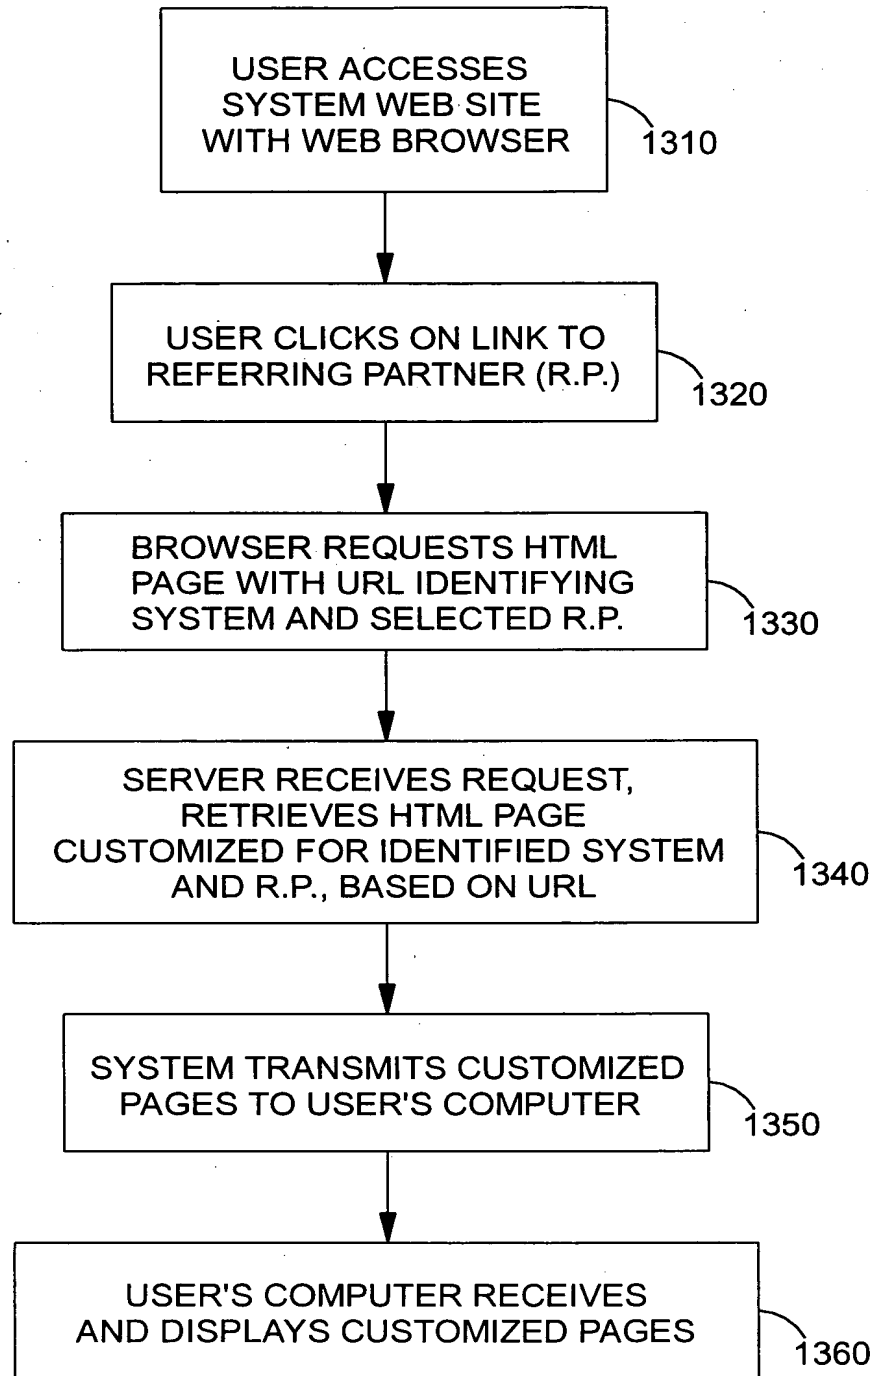 USER ACCESSES
SYSTEM WEB SITE
WITH WEB BROWSER
1310
USER CLICKS ON LINK TO
REFERRING PARTNER (R.P.)
1320
BROWSER REQUESTS HTML
PAGE WITH URL IDENTIFYING
SYSTEM AND SELECTED R.P.
1330
SERVER RECEIVES REQUEST,
RETRIEVES HTML PAGE
CUSTOMIZED FOR IDENTIFIED SYSTEM
AND R.P., BASED ON URL
1340
SYSTEM TRANSMITS CUSTOMIZED
PAGES TO USER'S COMPUTER
1350
USER'S COMPUTER RECEIVES
AND DISPLAYS CUSTOMIZED PAGES
1360